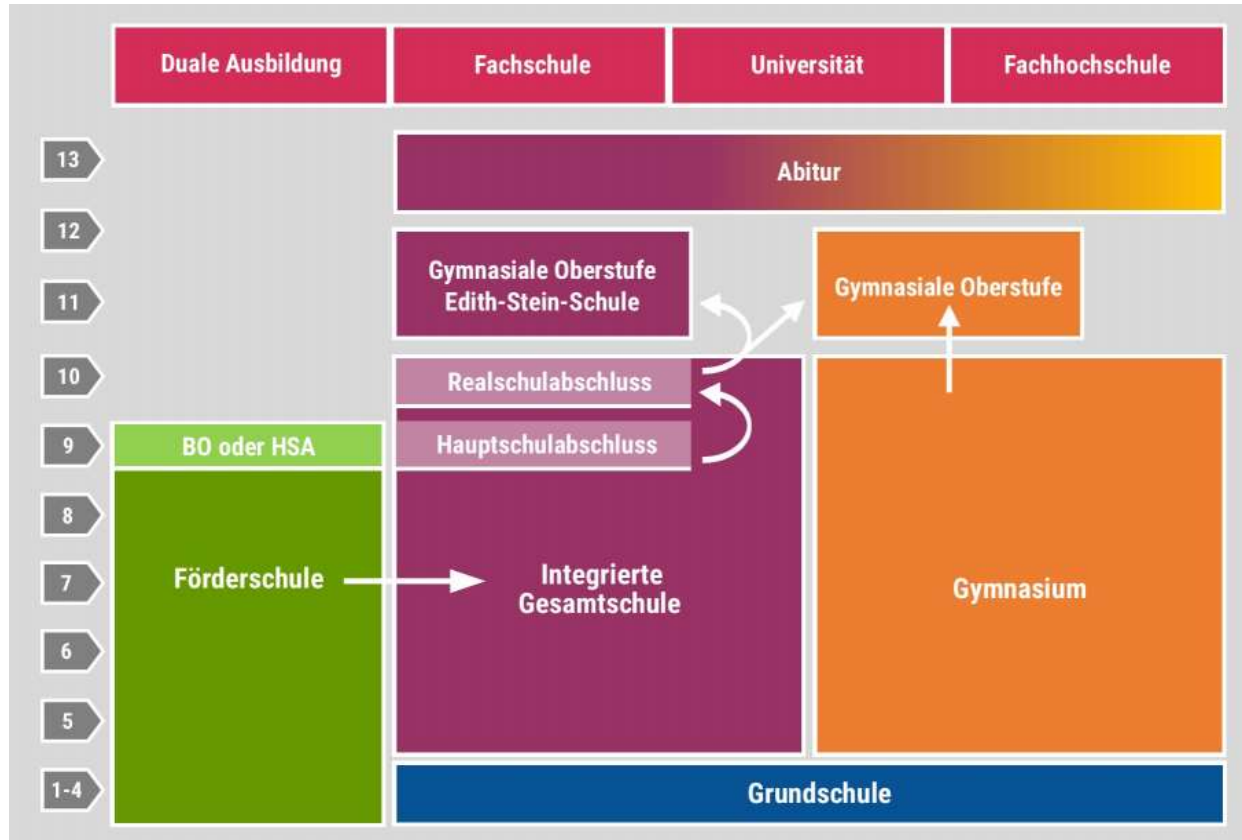 Duale Ausbildung
Fachschule
Universität
Fachhochschule
13
Abitur
12
Gymnasiale Oberstufe
Edith-Stein-Schule
Gymnasiale Oberstufe
11
10
Realschulabschluss
9
BO oder HSA
Hauptschulabschluss
8
7
Förderschule
Integrierte
Gesamtschule
Gymnasium
6
5
1-4
Grundschule